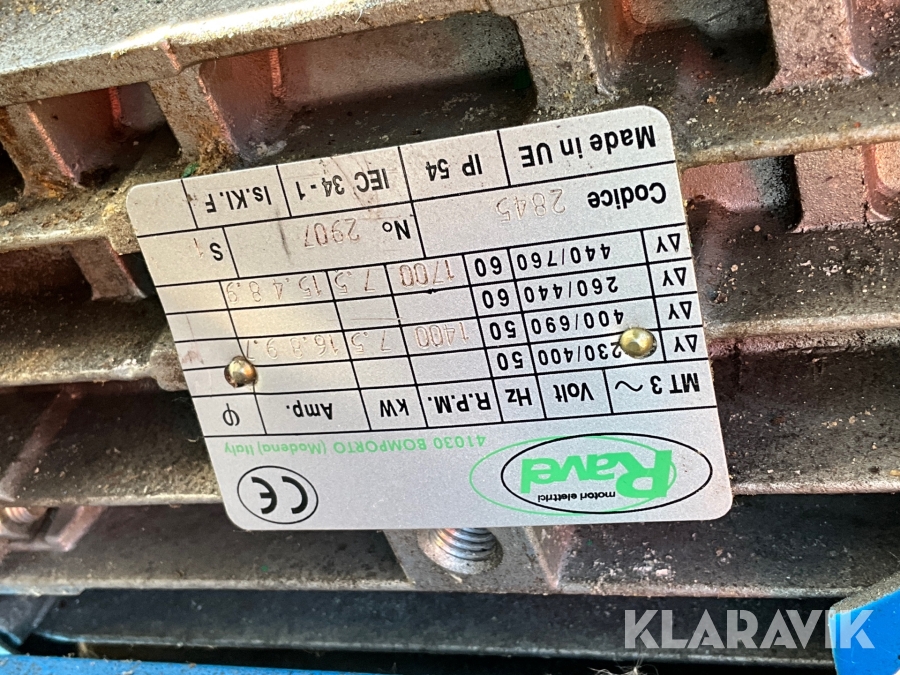 Ravel
motori elettrici
41030 BOMPORTO (Modena) Italy
CE
MT 3 ~ Volt Hz R.P.M. kW Amp. φ
ΔY 230/400 50
ΔY 400/690 50 1400 7.5 16.8 9.7
ΔY 260/440 60
ΔY 440/760 60 1700 7.5 15.4 8.9
Codice 2845 No 2907 S1
Made in UE IP 54 IEC 34-1 Is.Kl. F
KLARAVIK